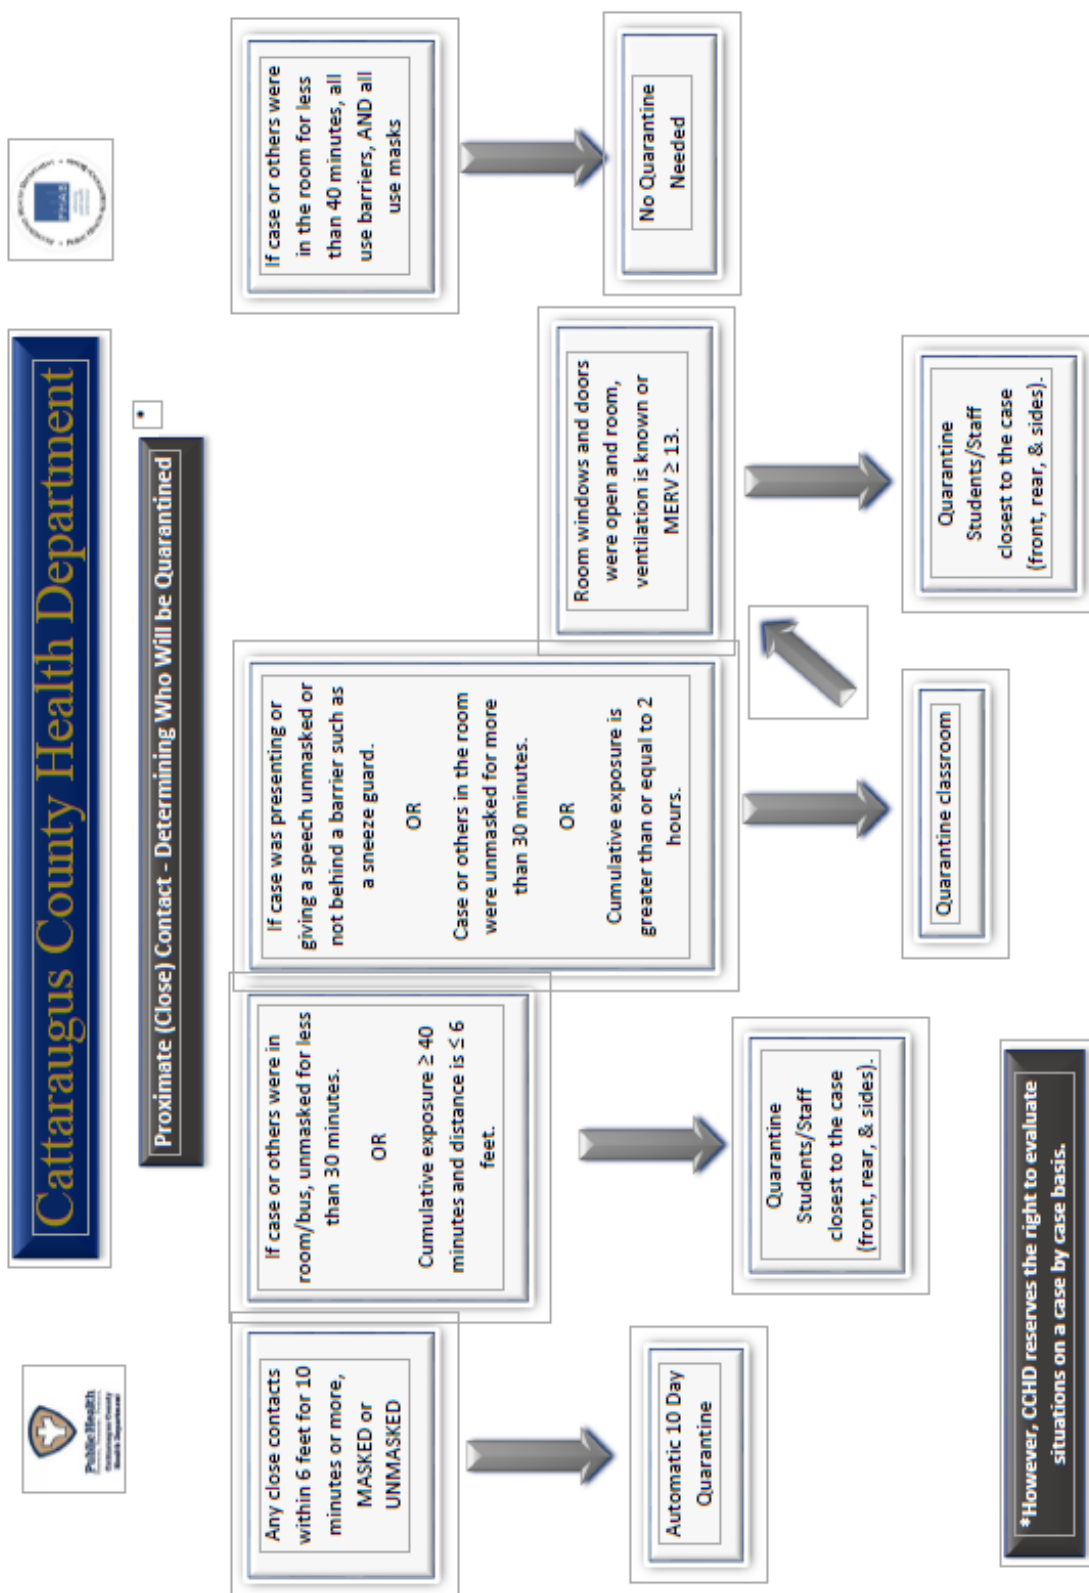 Public Health
Cattaraugus County
Health Department
Cattaraugus County Health Department
PHAB
Proximate (Close) Contact - Determining Who Will be Quarantined
*
Any close contacts
within 6 feet for 10
minutes or more,
MASKED or
UNMASKED
Automatic 10 Day
Quarantine
If case or others were in
room/bus, unmasked for less
than 30 minutes.
OR
Cumulative exposure ≥ 40
minutes and distance is ≤ 6
feet.
Quarantine
Students/Staff
closest to the case
(front, rear, & sides).
If case was presenting or
giving a speech unmasked or
not behind a barrier such as
a sneeze guard.
OR
Case or others in the room
were unmasked for more
than 30 minutes.
OR
Cumulative exposure is
greater than or equal to 2
hours.
Quarantine classroom
Room windows and doors
were open and room,
ventilation is known or
MERV ≥ 13.
Quarantine
Students/Staff
closest to the case
(front, rear, & sides).
If case or others were
in the room for less
than 40 minutes, all
use barriers, AND all
use masks
No Quarantine
Needed
*However, CCHD reserves the right to evaluate
situations on a case by case basis.